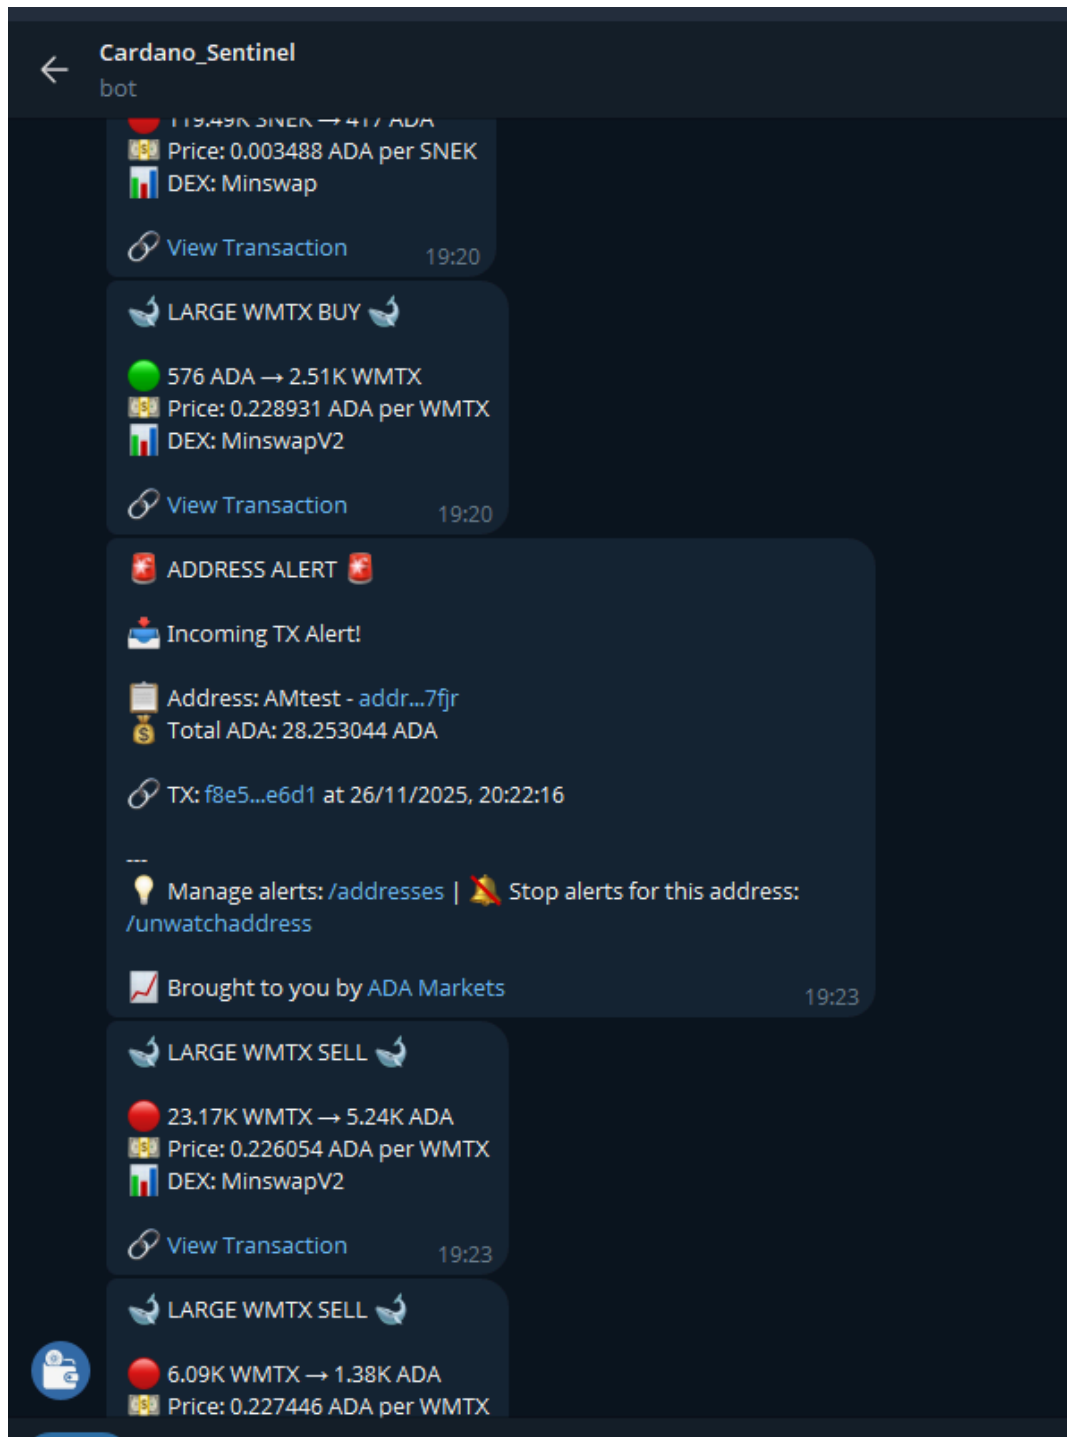 Cardano_Sentinel
bot
119.49K SNEK → 417 ADA
Price: 0.003488 ADA per SNEK
DEX: Minswap
View Transaction
19:20
LARGE WMTX BUY
576 ADA → 2.51K WMTX
Price: 0.228931 ADA per WMTX
DEX: MinswapV2
View Transaction
19:20
ADDRESS ALERT
Incoming TX Alert!
Address: AMtest - addr...7fjr
Total ADA: 28.253044 ADA
TX: f8e5...e6d1 at 26/11/2025, 20:22:16
---
Manage alerts: /addresses | Stop alerts for this address:
/unwatchaddress
Brought to you by ADA Markets
19:23
LARGE WMTX SELL
23.17K WMTX → 5.24K ADA
Price: 0.226054 ADA per WMTX
DEX: MinswapV2
View Transaction
19:23
LARGE WMTX SELL
6.09K WMTX → 1.38K ADA
Price: 0.227446 ADA per WMTX